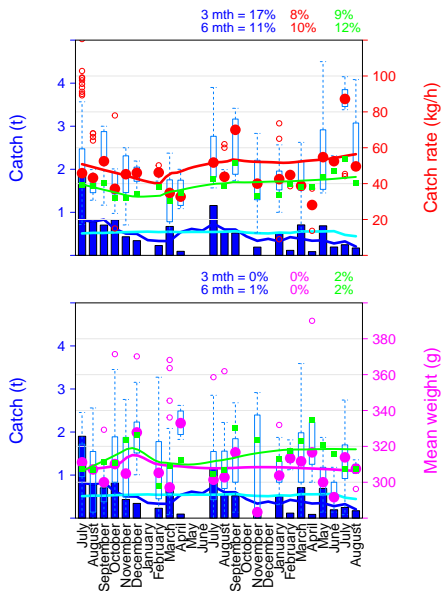 3 mth = 17% 8% 9%
6 mth = 11% 10% 12%
Catch (t)
5
4
3
2
1
100
80
60
40
20
Catch rate (kg/h)
3 mth = 0% 0% 2%
6 mth = 1% 0% 2%
Catch (t)
4
3
2
1
380
360
340
320
300
Mean weight (g)
July
August
September
October
November
December
January
February
March
April
May
June
July
August
September
October
November
December
January
February
March
April
May
June
July
August